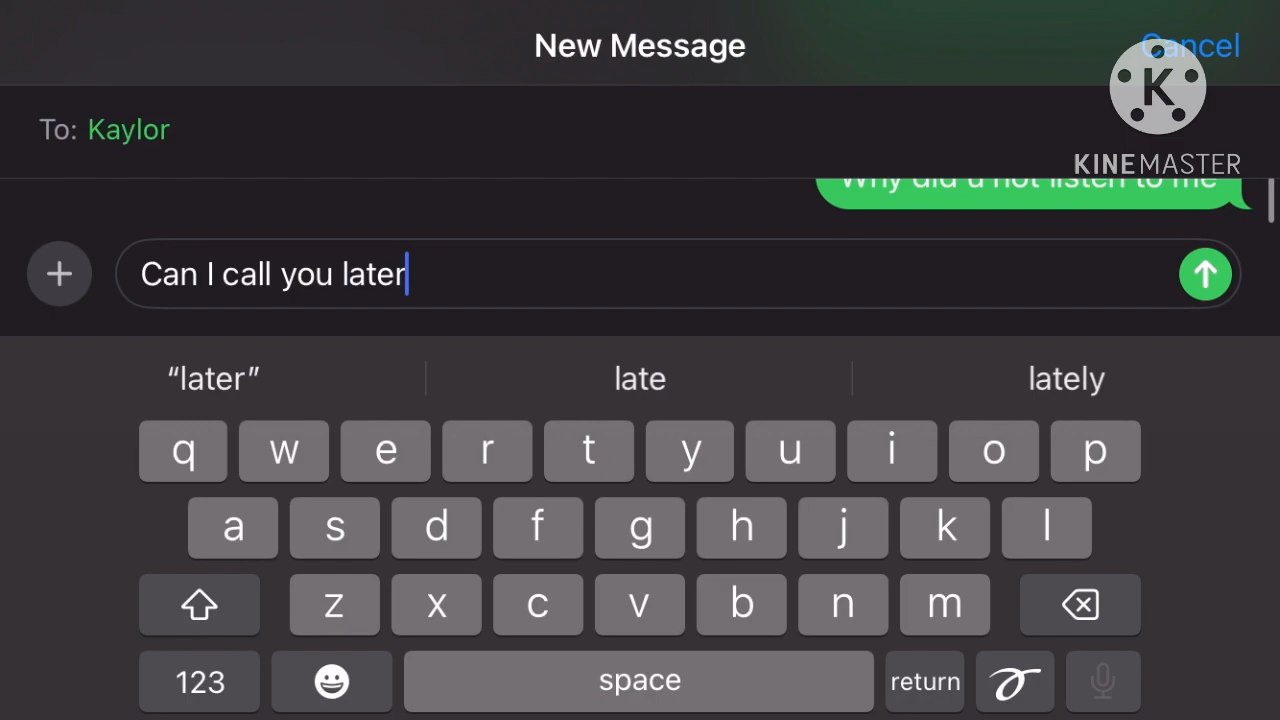 New Message
Cancel
To: Kaylor
K
KINEMASTER
Why did u not listen to me
Can I call you later
“later” late lately
q w e r t y u i o p
a s d f g h j k l
z x c v b n m
123 space return